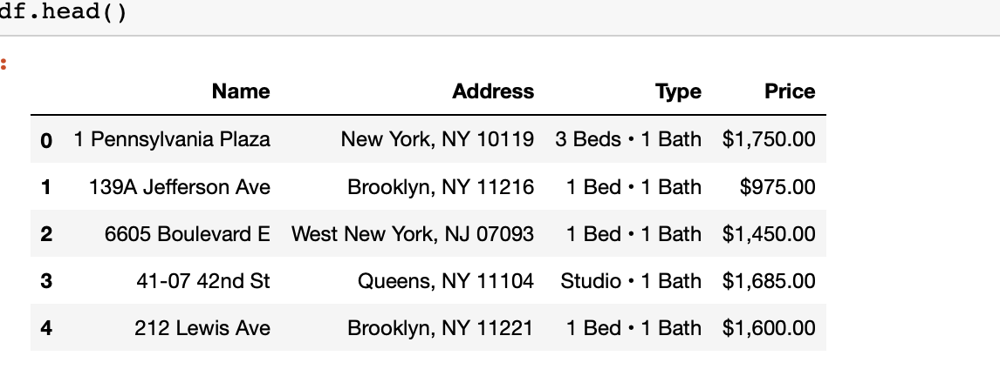 df.head()
:
Name Address Type Price
0 1 Pennsylvania Plaza New York, NY 10119 3 Beds • 1 Bath $1,750.00
1 139A Jefferson Ave Brooklyn, NY 11216 1 Bed • 1 Bath $975.00
2 6605 Boulevard E West New York, NJ 07093 1 Bed • 1 Bath $1,450.00
3 41-07 42nd St Queens, NY 11104 Studio • 1 Bath $1,685.00
4 212 Lewis Ave Brooklyn, NY 11221 1 Bed • 1 Bath $1,600.00